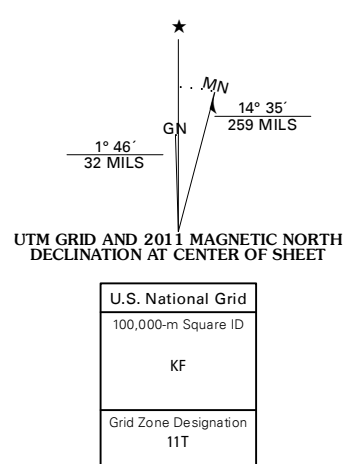 ★
MN
GN
14° 35´
259 MILS
1° 46´
32 MILS
UTM GRID AND 2011 MAGNETIC NORTH
DECLINATION AT CENTER OF SHEET
U.S. National Grid
100,000-m Square ID
KF
Grid Zone Designation
11T